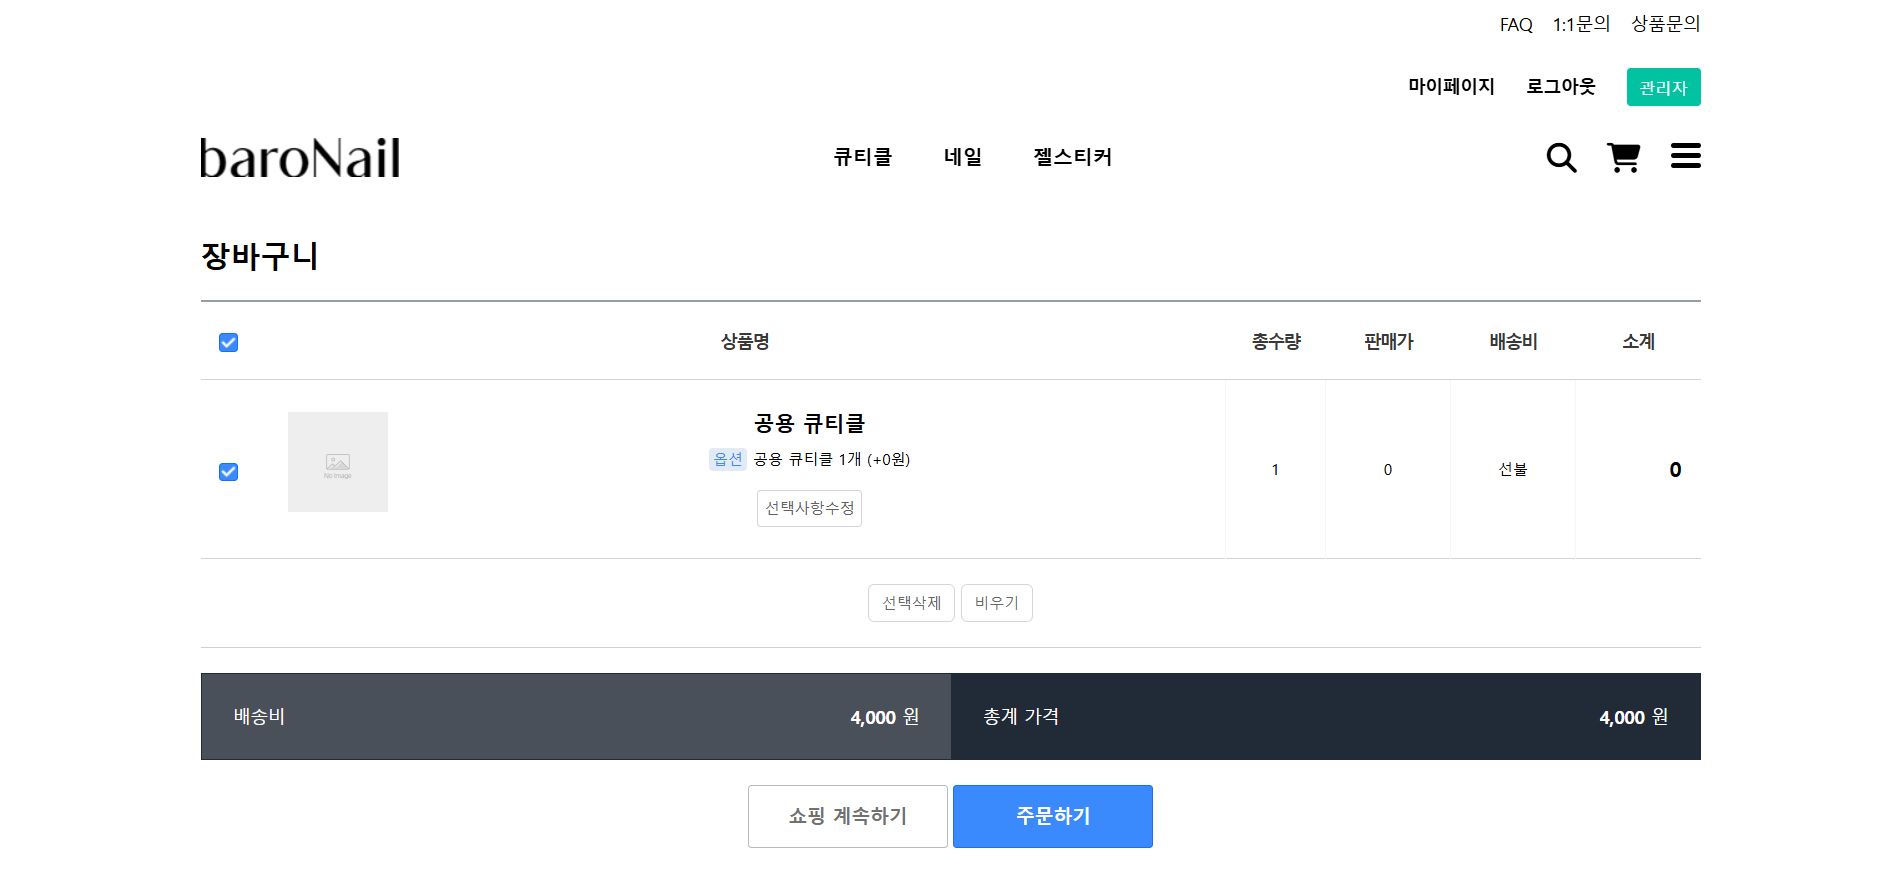 FAQ 1:1문의 상품문의
마이페이지 로그아웃 관리자
baroNail 큐티클 네일 젤스티커
장바구니
상품명 총수량 판매가 배송비 소계
공용 큐티클
No Image
옵션 공용 큐티클 1개 (+0원) 1 0 선불 0
선택사항수정
선택삭제 비우기
배송비 4,000 원 총계 가격 4,000 원
쇼핑 계속하기 주문하기